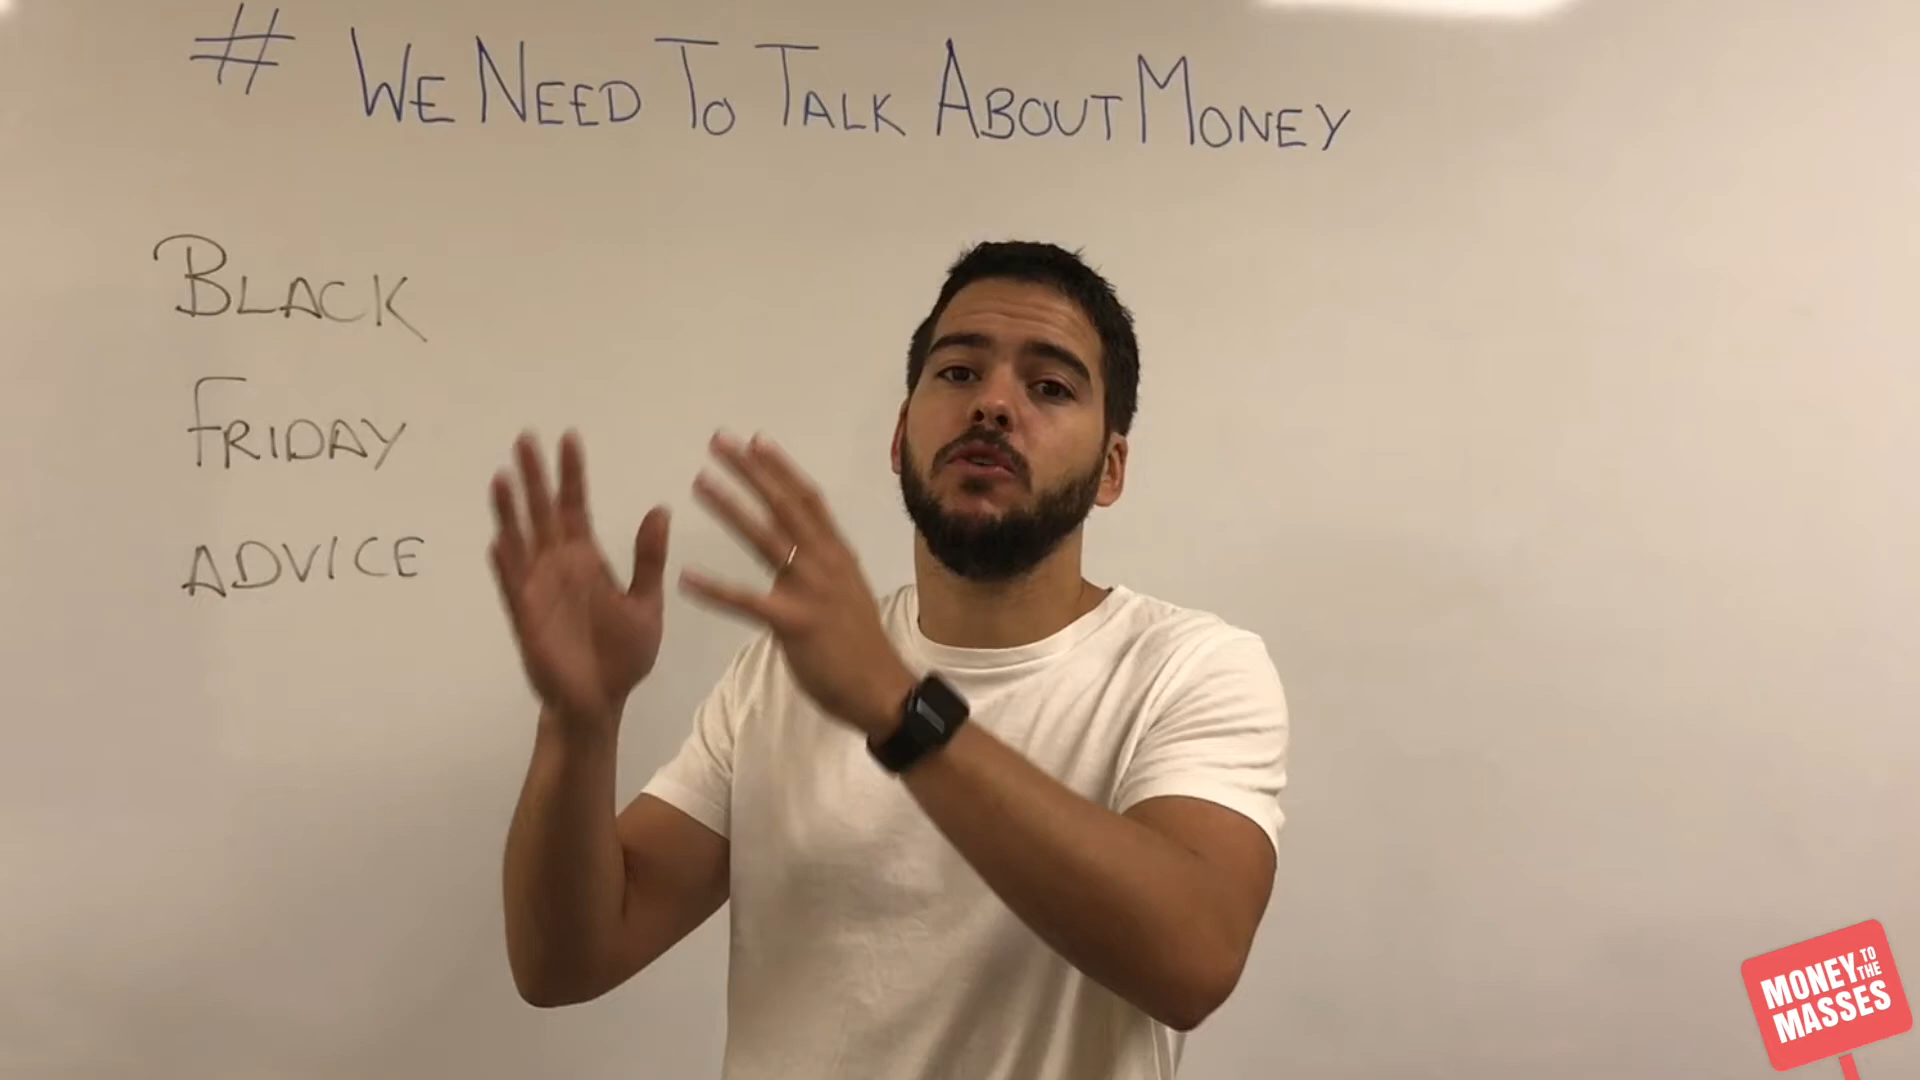 # WE NEED TO TALK ABOUT MONEY
BLACK
FRIDAY
ADVICE
MONEY TO THE
MASSES